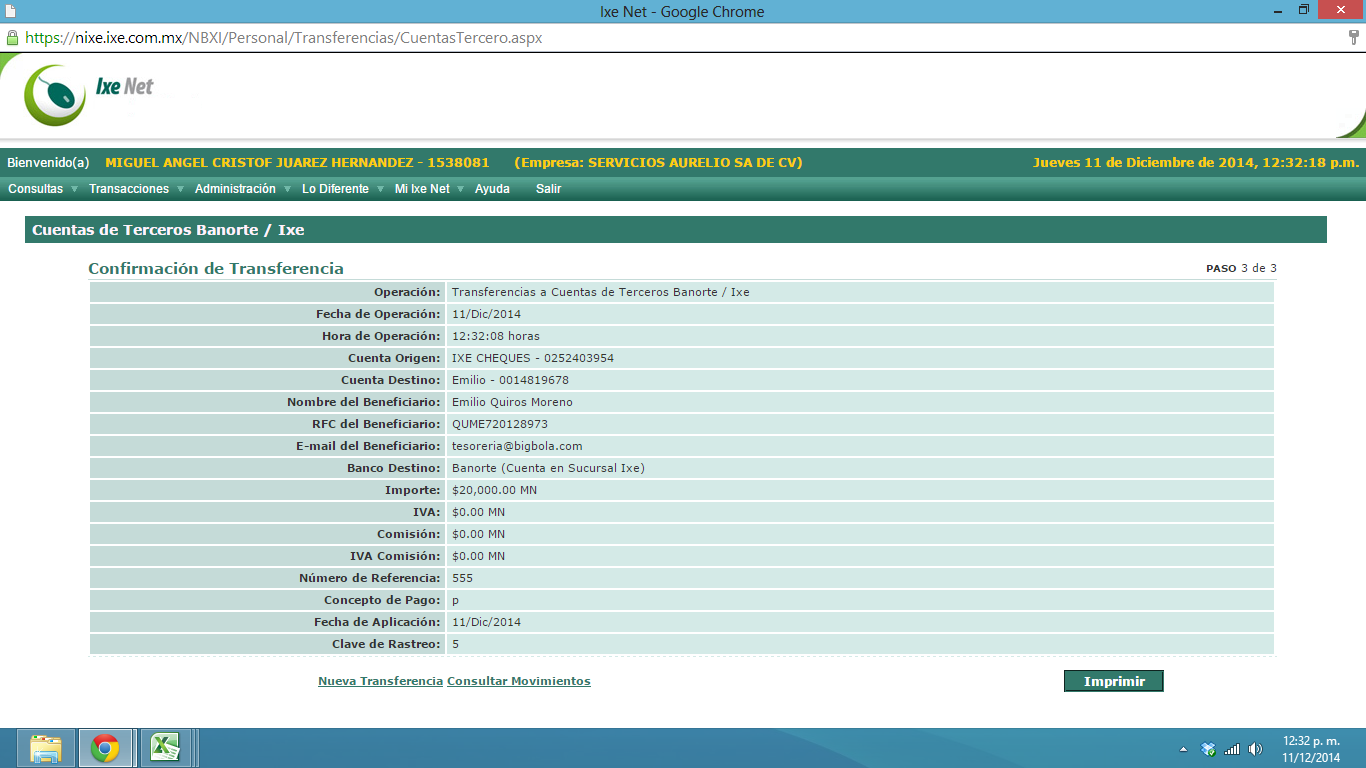 Ixe Net - Google Chrome
https://nixe.ixe.com.mx/NBXI/Personal/Transferencias/CuentasTercero.aspx
Ixe Net
Bienvenido(a) MIGUEL ANGEL CRISTOF JUAREZ HERNANDEZ - 1538081 (Empresa: SERVICIOS AURELIO SA DE CV) Jueves 11 de Diciembre de 2014, 12:32:18 p.m.
Consultas Transacciones Administración Lo Diferente Mi Ixe Net Ayuda Salir
Cuentas de Terceros Banorte / Ixe
Confirmación de Transferencia PASO 3 de 3
Operación: Transferencias a Cuentas de Terceros Banorte / Ixe
Fecha de Operación: 11/Dic/2014
Hora de Operación: 12:32:08 horas
Cuenta Origen: IXE CHEQUES - 0252403954
Cuenta Destino: Emilio - 0014819678
Nombre del Beneficiario: Emilio Quiros Moreno
RFC del Beneficiario: QUME720128973
E-mail del Beneficiario: tesoreria@bigbola.com
Banco Destino: Banorte (Cuenta en Sucursal Ixe)
Importe: $20,000.00 MN
IVA: $0.00 MN
Comisión: $0.00 MN
IVA Comisión: $0.00 MN
Número de Referencia: 555
Concepto de Pago: p
Fecha de Aplicación: 11/Dic/2014
Clave de Rastreo: 5
Nueva Transferencia Consultar Movimientos Imprimir
12:32 p. m.
11/12/2014